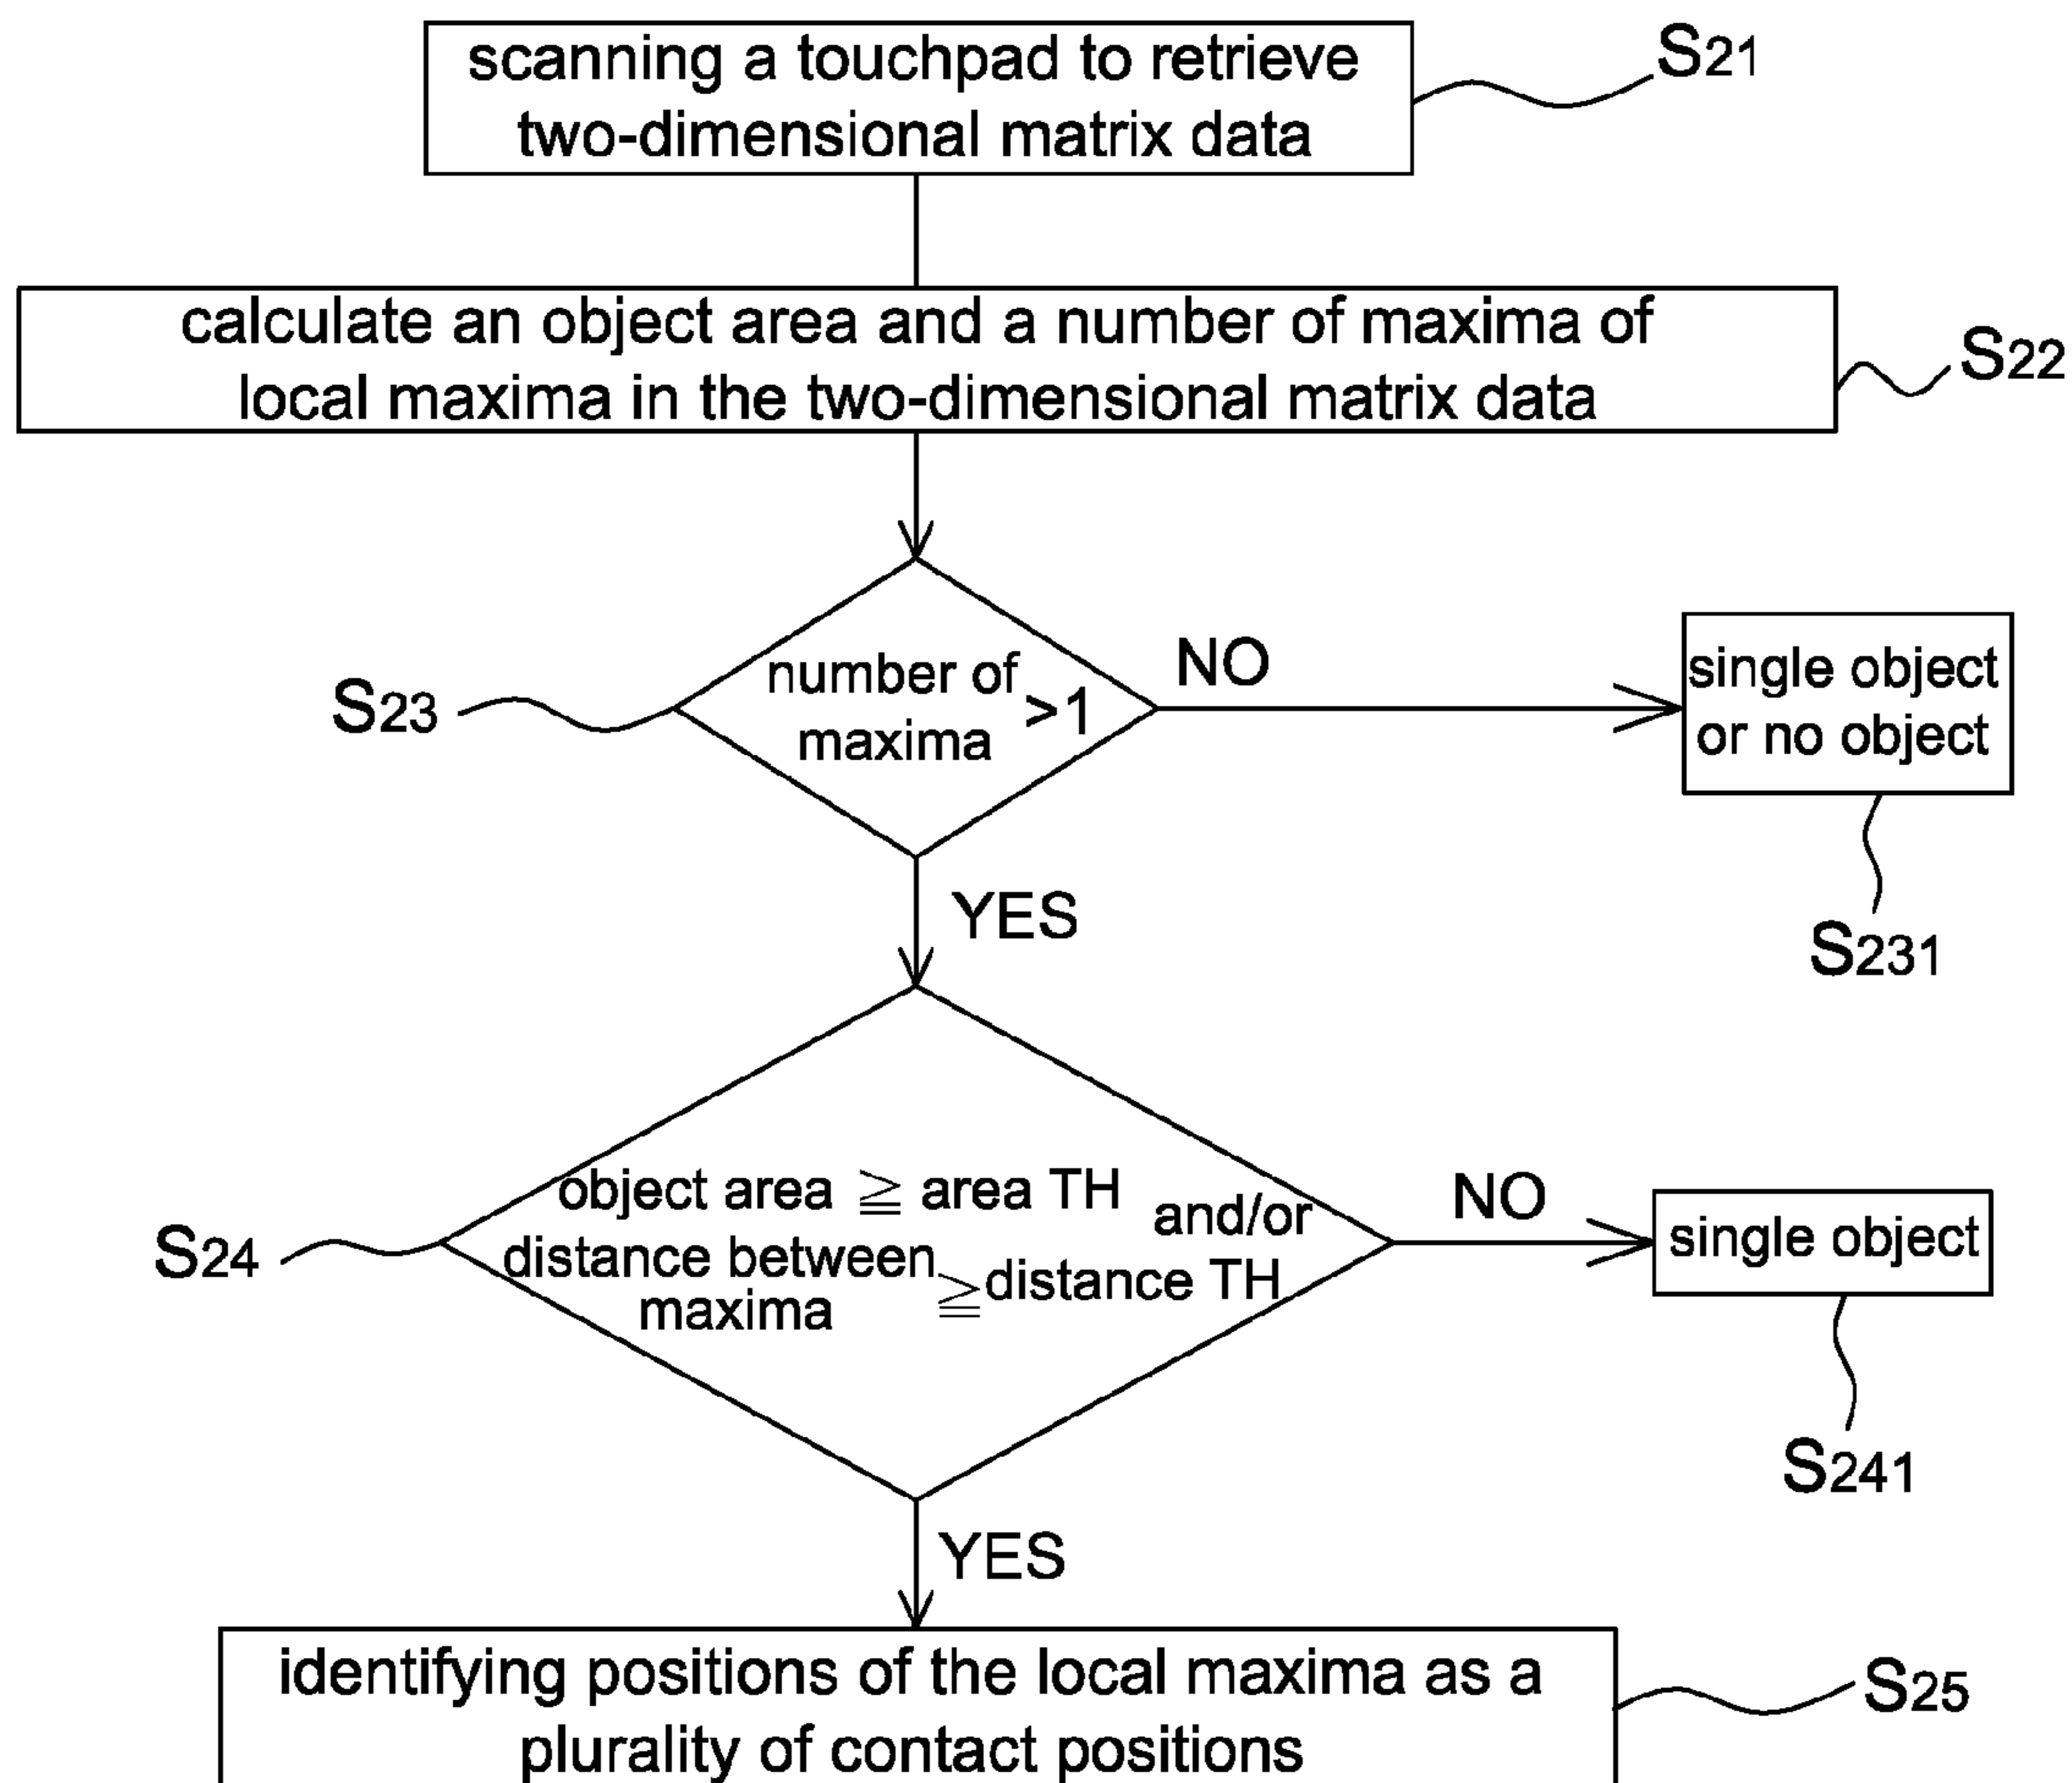 scanning a touchpad to retrieve
two-dimensional matrix data
S21
calculate an object area and a number of maxima of
local maxima in the two-dimensional matrix data
S22
number of
maxima
>1
S23
NO
single object
or no object
S231
YES
object area ≧ area TH
and/or
distance between
maxima
≧ distance TH
S24
NO
single object
S241
YES
identifying positions of the local maxima as a
plurality of contact positions
S25